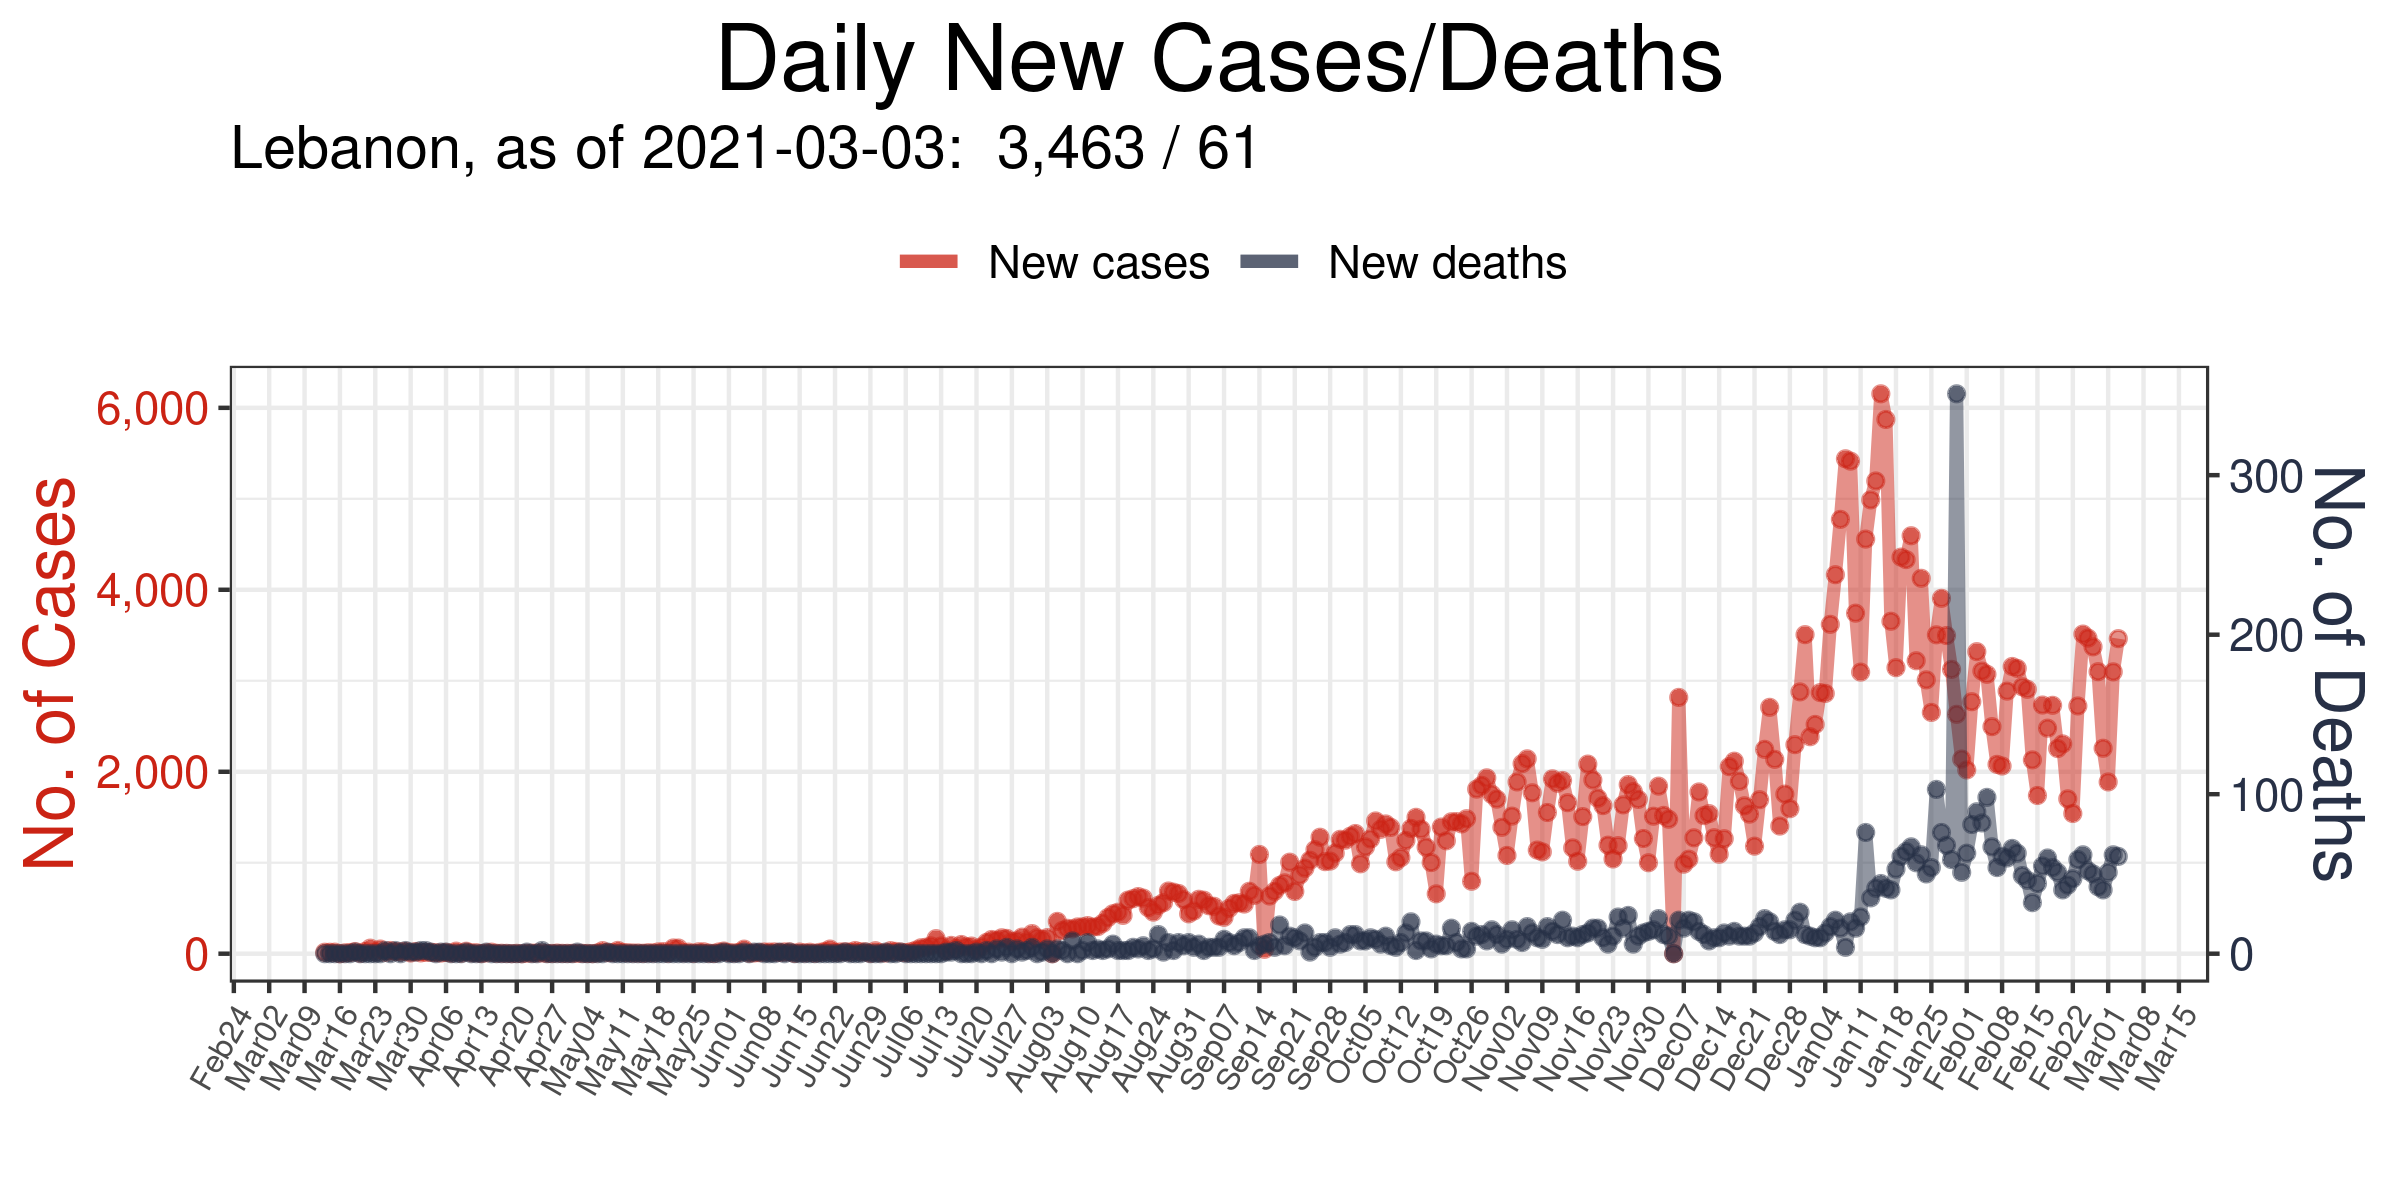 Daily New Cases/Deaths
Lebanon, as of 2021-03-03:  3,463 / 61
New cases
New deaths
No. of Cases
6,000
4,000
2,000
0
300
200
100
0
No. of Deaths
Feb24
Mar02
Mar09
Mar16
Mar23
Mar30
Apr06
Apr13
Apr20
Apr27
May04
May11
May18
May25
Jun01
Jun08
Jun15
Jun22
Jun29
Jul06
Jul13
Jul20
Jul27
Aug03
Aug10
Aug17
Aug24
Aug31
Sep07
Sep14
Sep21
Sep28
Oct05
Oct12
Oct19
Oct26
Nov02
Nov09
Nov16
Nov23
Nov30
Dec07
Dec14
Dec21
Dec28
Jan04
Jan11
Jan18
Jan25
Feb01
Feb08
Feb15
Feb22
Mar01
Mar08
Mar15